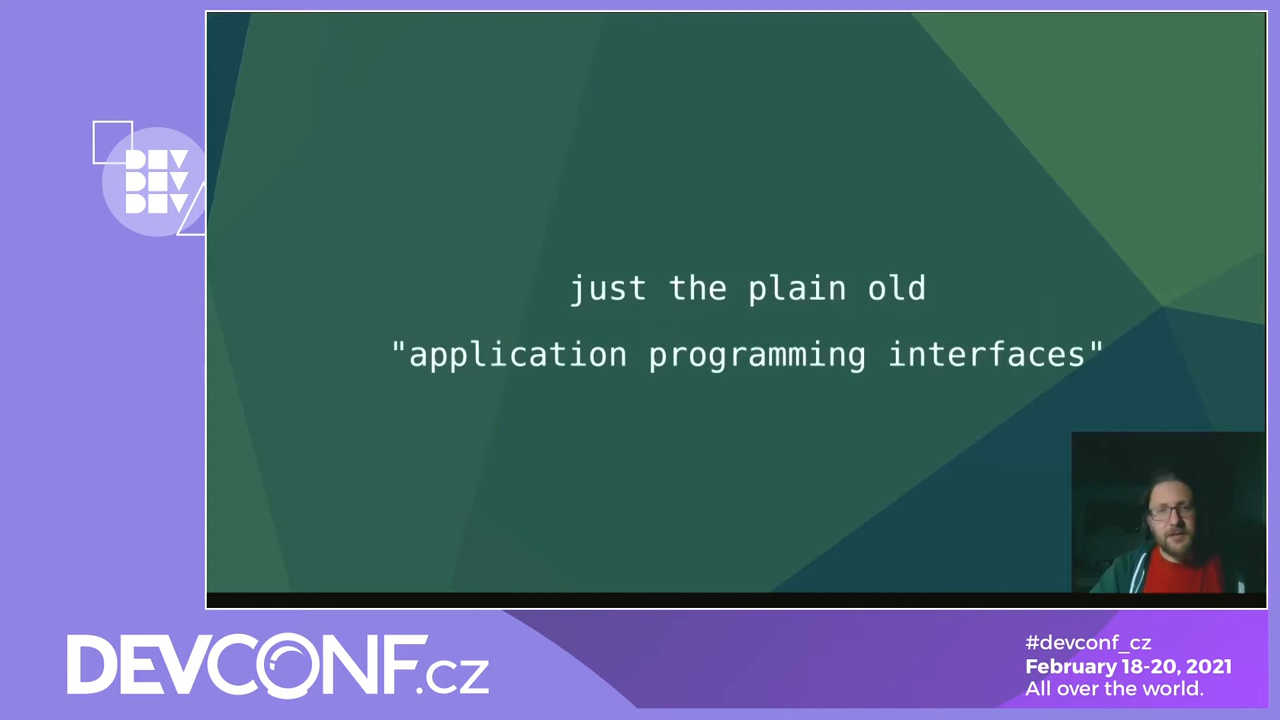 DEV
DEV
DEV
just the plain old
"application programming interfaces"
DEVCONF.cz
#devconf_cz
February 18-20, 2021
All over the world.